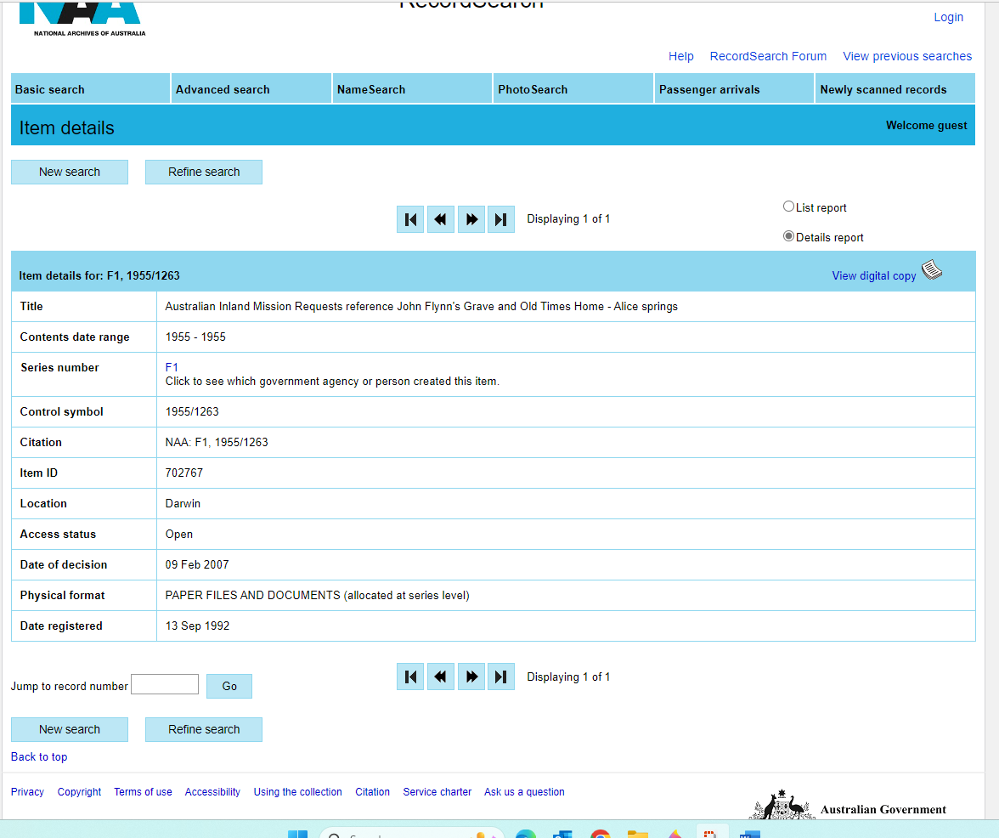 RecordSearch
NAA
NATIONAL ARCHIVES OF AUSTRALIA
Login
Help RecordSearch Forum View previous searches
Basic search Advanced search NameSearch PhotoSearch Passenger arrivals Newly scanned records
Item details Welcome guest
New search Refine search
Displaying 1 of 1
List report
Details report
Item details for: F1, 1955/1263 View digital copy
Title Australian Inland Mission Requests reference John Flynn's Grave and Old Times Home - Alice springs
Contents date range 1955 - 1955
Series number F1
Click to see which government agency or person created this item.
Control symbol 1955/1263
Citation NAA: F1, 1955/1263
Item ID 702767
Location Darwin
Access status Open
Date of decision 09 Feb 2007
Physical format PAPER FILES AND DOCUMENTS (allocated at series level)
Date registered 13 Sep 1992
Displaying 1 of 1
Jump to record number Go
New search Refine search
Back to top
Privacy Copyright Terms of use Accessibility Using the collection Citation Service charter Ask us a question
Australian Government